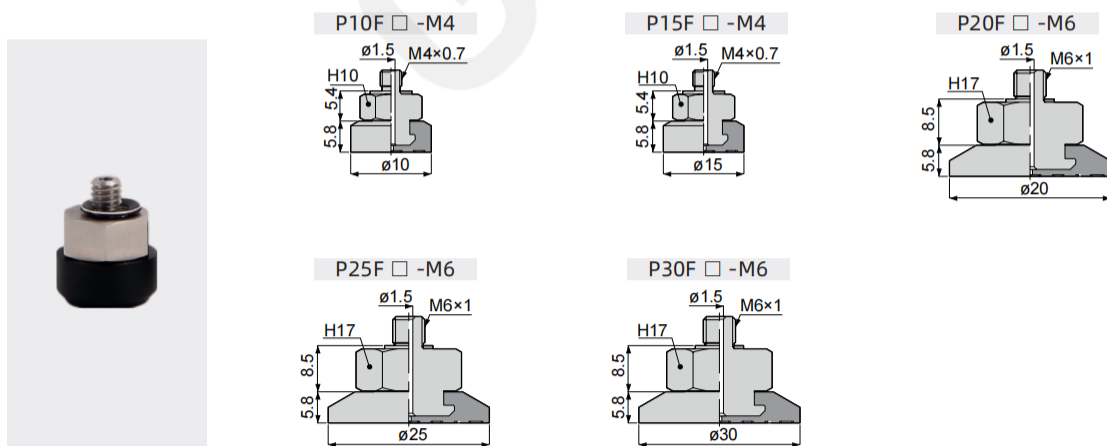 P10F □ -M4
ø1.5
M4×0.7
H10
5.4
5.8
ø10
P15F □ -M4
ø1.5
M4×0.7
H10
5.4
5.8
ø15
P20F □ -M6
ø1.5
M6×1
H17
8.5
5.8
ø20
P25F □ -M6
ø1.5
M6×1
H17
8.5
5.8
ø25
P30F □ -M6
ø1.5
M6×1
H17
8.5
5.8
ø30